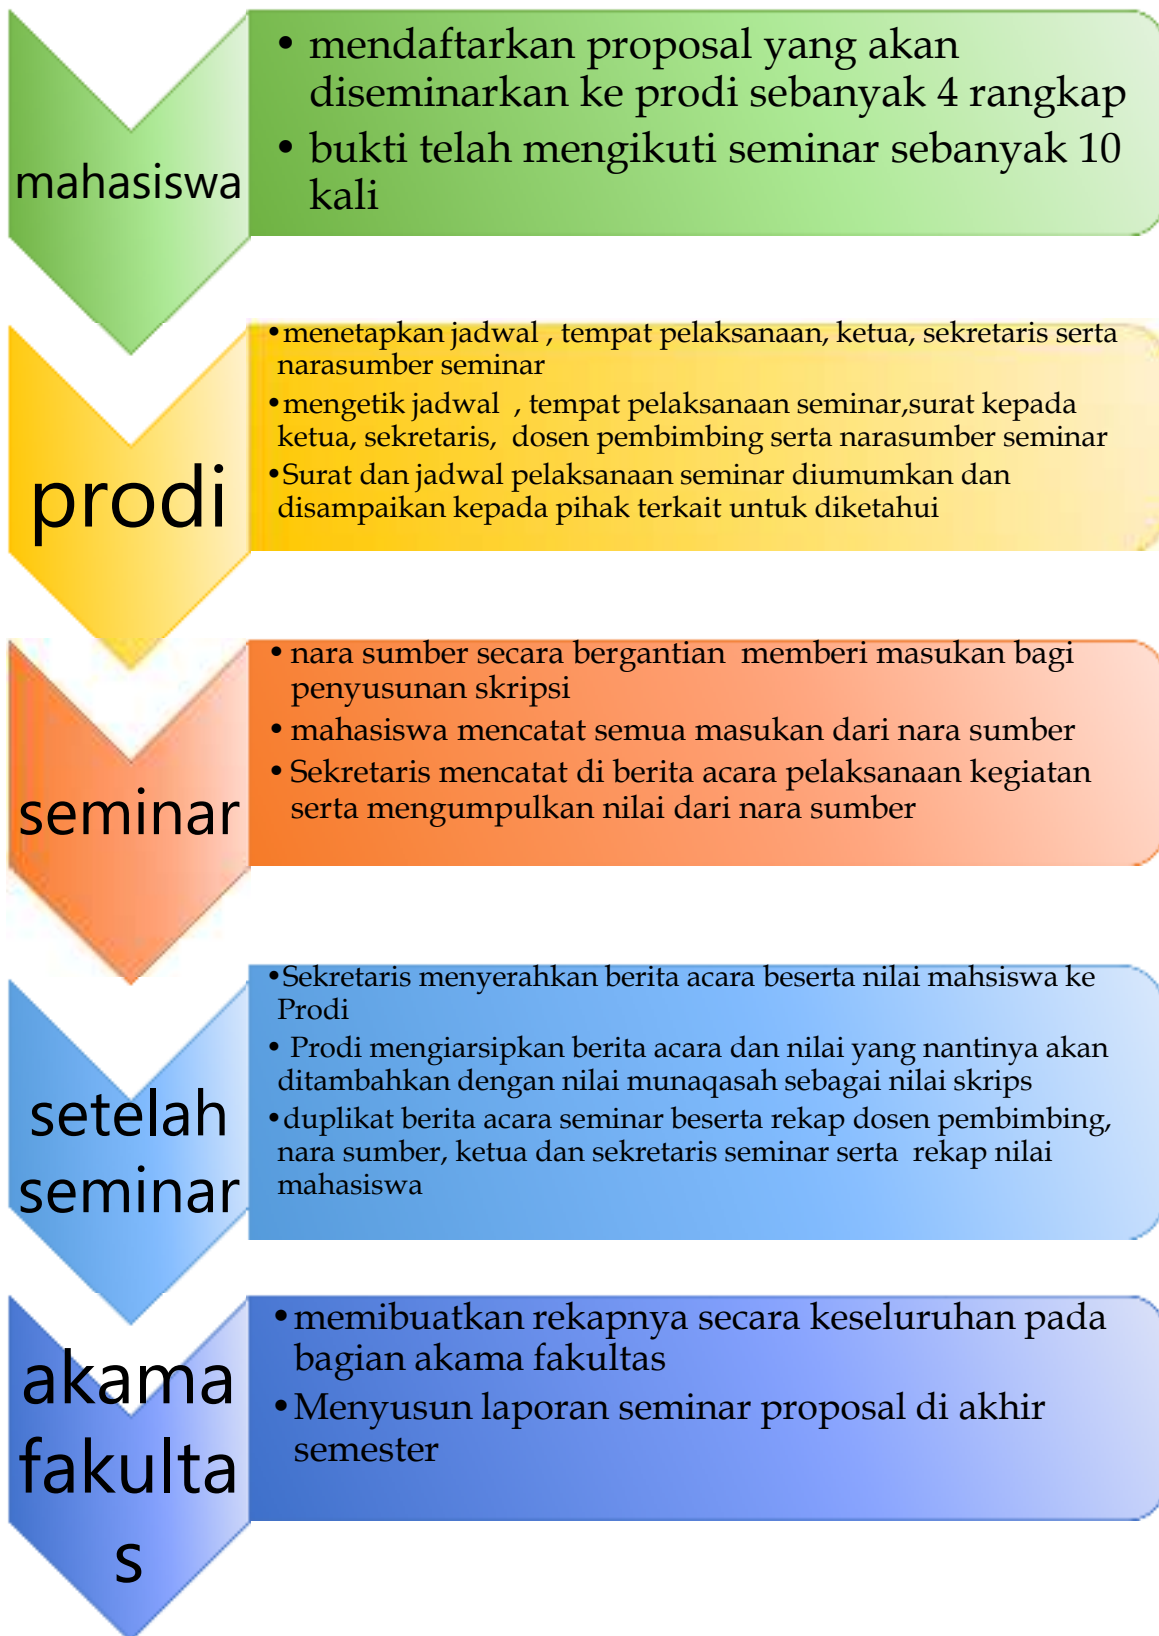 mahasiswa
• mendaftarkan proposal yang akan
diseminarkan ke prodi sebanyak 4 rangkap
• bukti telah mengikuti seminar sebanyak 10
kali
prodi
•menetapkan jadwal , tempat pelaksanaan, ketua, sekretaris serta
narasumber seminar
•mengetik jadwal , tempat pelaksanaan seminar,surat kepada
ketua, sekretaris, dosen pembimbing serta narasumber seminar
•Surat dan jadwal pelaksanaan seminar diumumkan dan
disampaikan kepada pihak terkait untuk diketahui
seminar
• nara sumber secara bergantian memberi masukan bagi
penyusunan skripsi
• mahasiswa mencatat semua masukan dari nara sumber
• Sekretaris mencatat di berita acara pelaksanaan kegiatan
serta mengumpulkan nilai dari nara sumber
setelah
seminar
•Sekretaris menyerahkan berita acara beserta nilai mahsiswa ke
Prodi
• Prodi mengiarsipkan berita acara dan nilai yang nantinya akan
ditambahkan dengan nilai munaqasah sebagai nilai skrips
•duplikat berita acara seminar beserta rekap dosen pembimbing,
nara sumber, ketua dan sekretaris seminar serta rekap nilai
mahasiswa
akama
fakulta
s
•memibuatkan rekapnya secara keseluruhan pada
bagian akama fakultas
•Menyusun laporan seminar proposal di akhir
semester